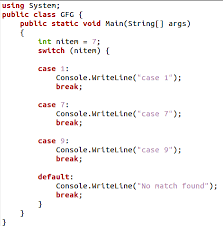 using System;
public class GFG {
public static void Main(String[] args)
{
int nitem = 7;
switch (nitem) {
case 1:
Console.WriteLine("case 1");
break;
case 7:
Console.WriteLine("case 7");
break;
case 9:
Console.WriteLine("case 9");
break;
default:
Console.WriteLine("No match found");
break;
}
}
}